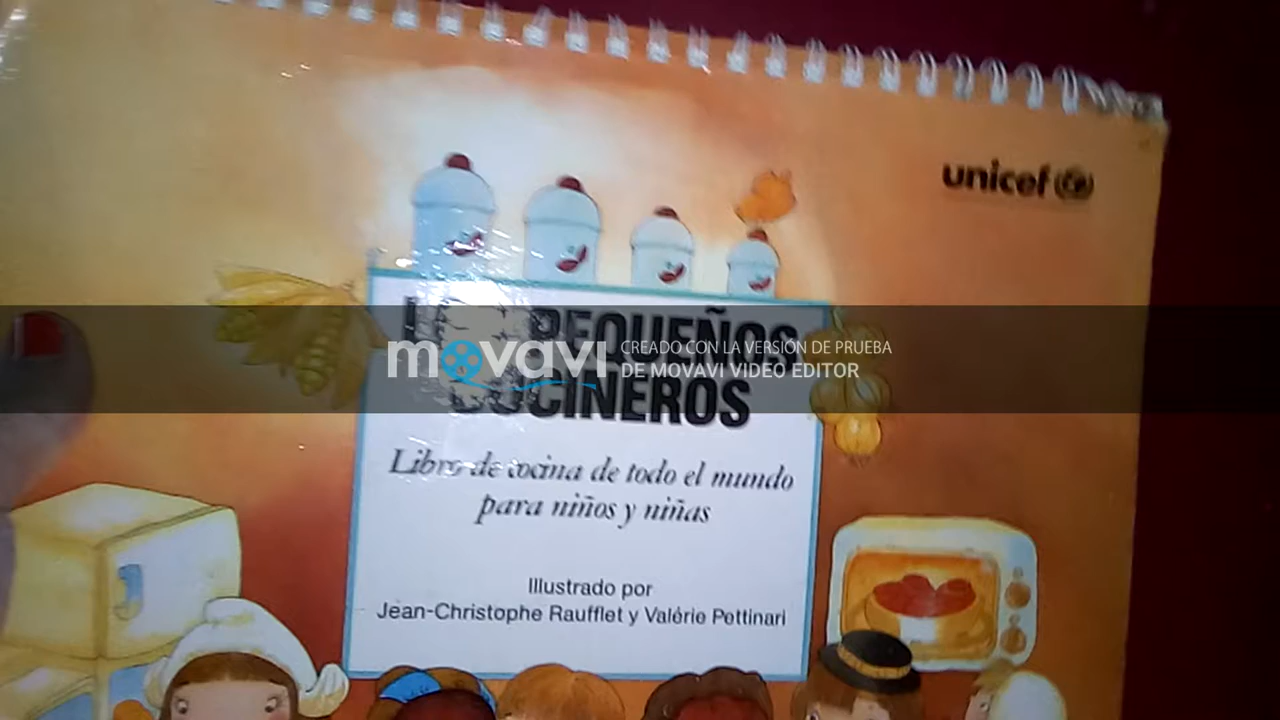 unicef
PEQUEÑOS
COCINEROS
movavi
CREADO CON LA VERSIÓN DE PRUEBA
DE MOVAVI VIDEO EDITOR
Libro de cocina de todo el mundo
para niños y niñas
Illustrado por
Jean-Christophe Raufflet y Valérie Pettinari